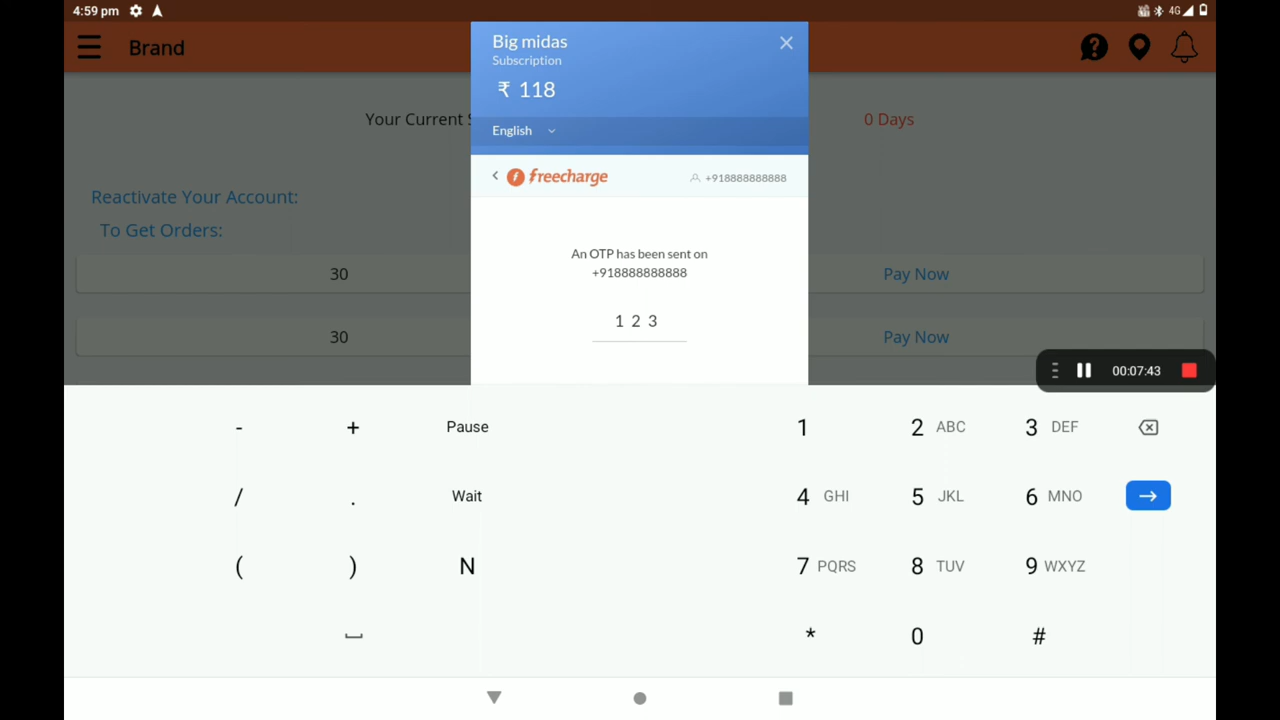 4:59 pm
4G
Brand
Big midas
Subscription
₹ 118
English
Your Current S
0 Days
freecharge
+918888888888
Reactivate Your Account:
To Get Orders:
An OTP has been sent on
+918888888888
30
Pay Now
1 2 3
30
Pay Now
00:07:43
- + Pause 1 2 ABC 3 DEF
/ . Wait 4 GHI 5 JKL 6 MNO
( ) N 7 PQRS 8 TUV 9 WXYZ
* 0 #